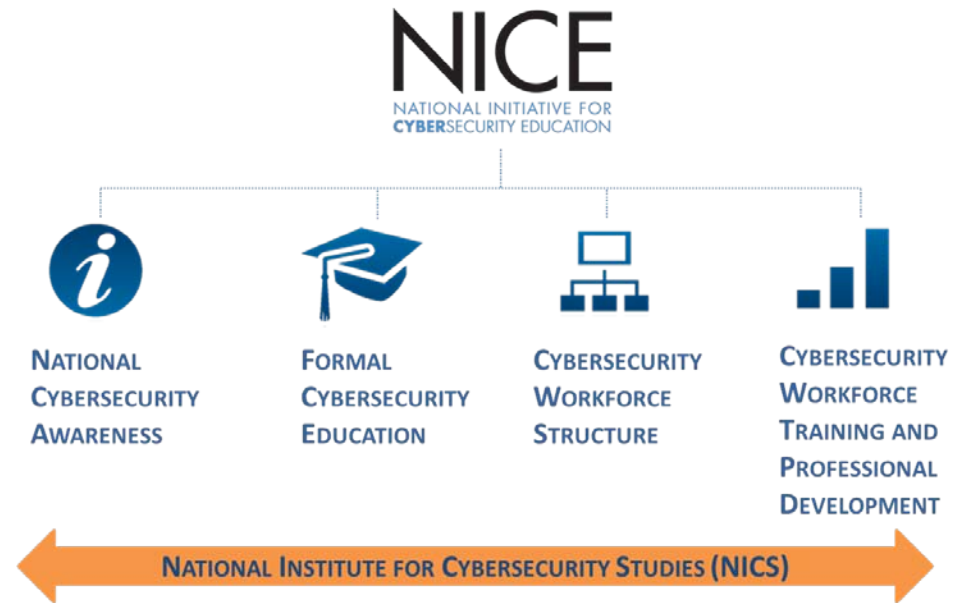 NICE
NATIONAL INITIATIVE FOR
CYBERSECURITY EDUCATION
NATIONAL
CYBERSECURITY
AWARENESS
FORMAL
CYBERSECURITY
EDUCATION
CYBERSECURITY
WORKFORCE
STRUCTURE
CYBERSECURITY
WORKFORCE
TRAINING AND
PROFESSIONAL
DEVELOPMENT
NATIONAL INSTITUTE FOR CYBERSECURITY STUDIES (NICS)